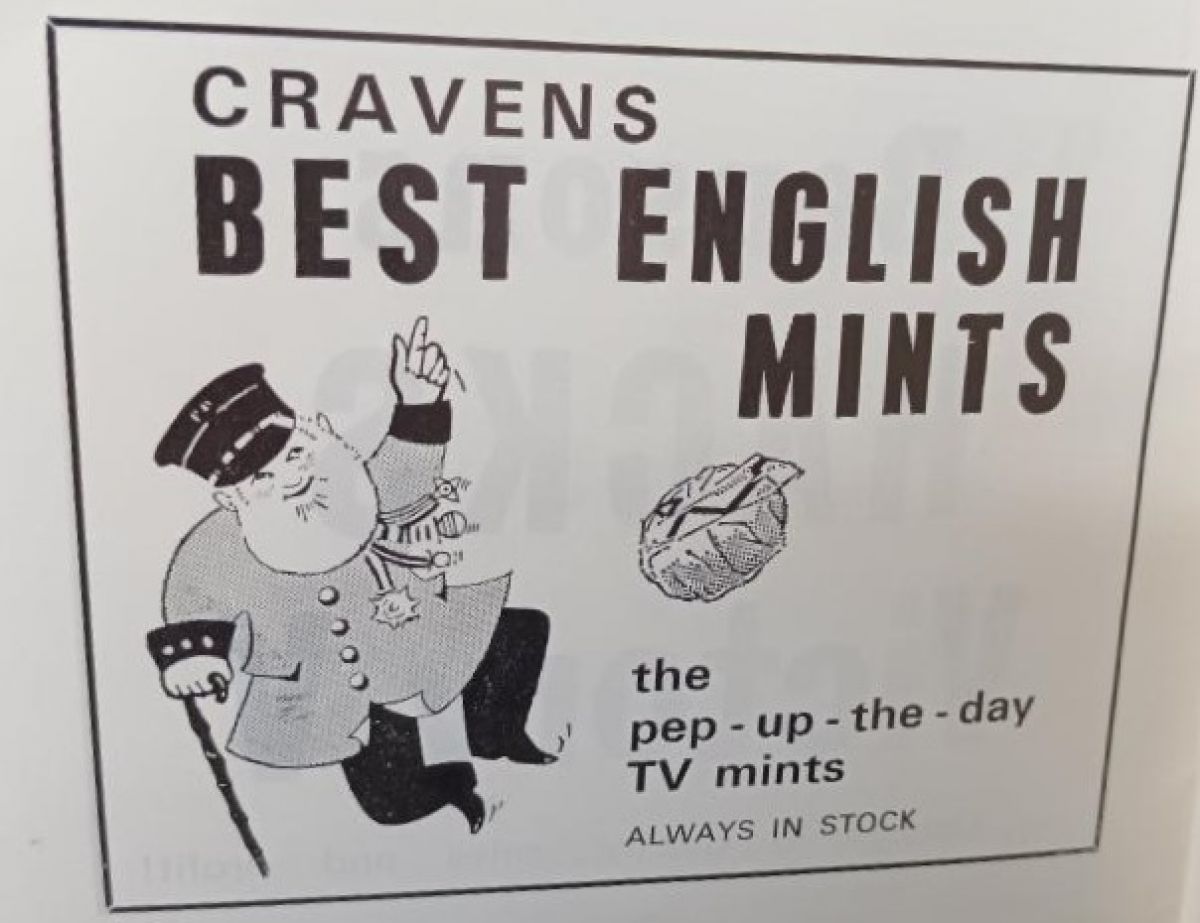 CRAVENS
BEST ENGLISH
MINTS
the
pep - up - the - day
TV mints
ALWAYS IN STOCK